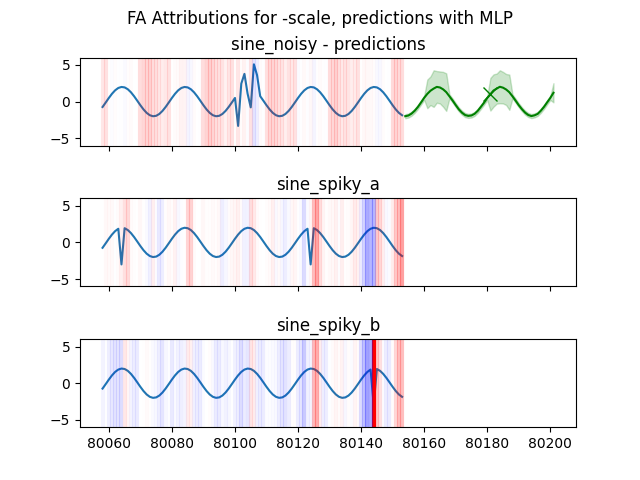 FA Attributions for -scale, predictions with MLP
sine_noisy - predictions
5
0
−5
sine_spiky_a
5
0
−5
sine_spiky_b
5
0
−5
80060 80080 80100 80120 80140 80160 80180 80200